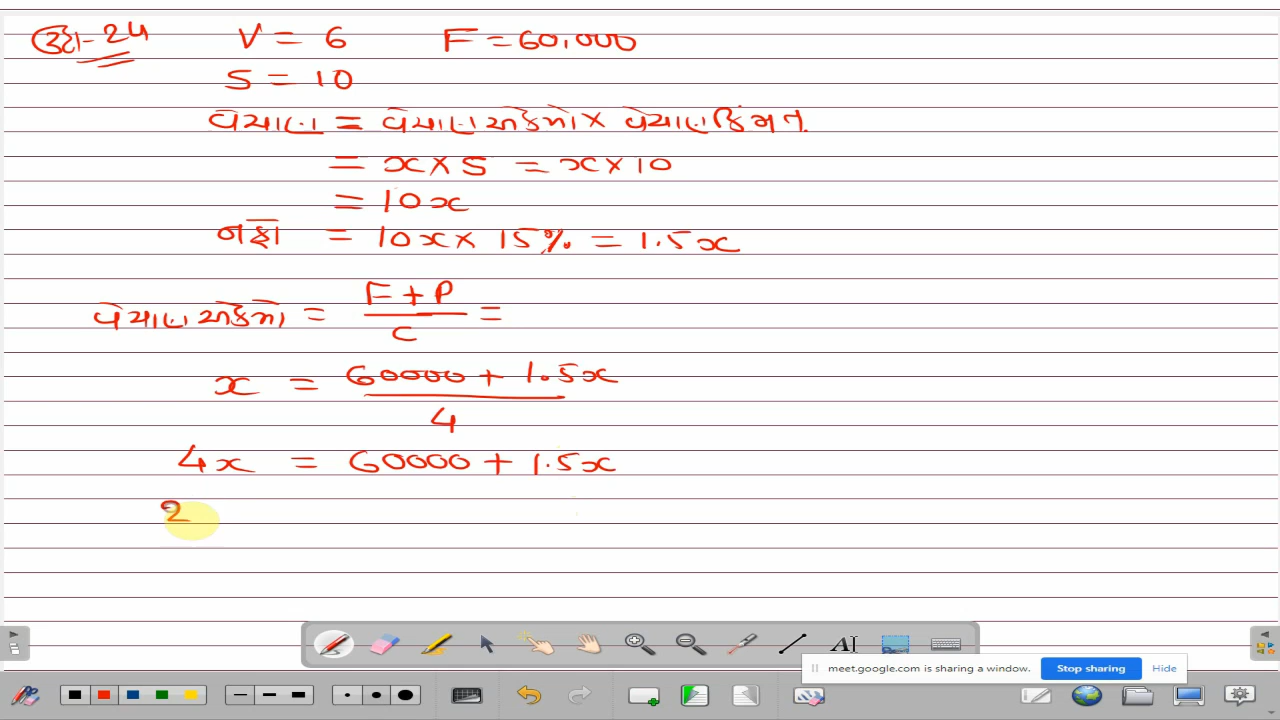 ઉદા-24 V = 6 F = 60,000
S = 10
વેચાણ = વેચાણ એકમો × વેચાણ કિંમત
= x × S = x × 10
= 10x
નફો = 10x × 15% = 1.5x
વેચાણ એકમો = F + P / C =
x = 60000 + 1.5x / 4
4x = 60000 + 1.5x
2
meet.google.com is sharing a window. Stop sharing Hide